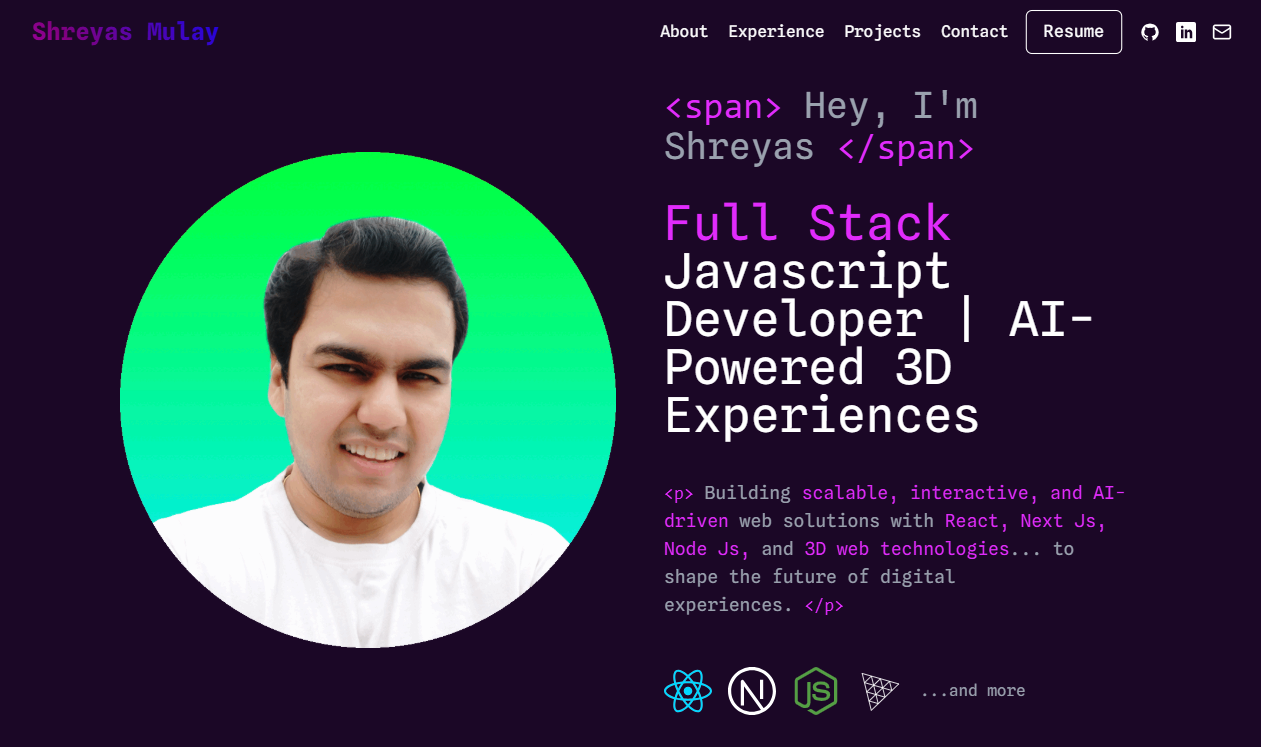 Shreyas Mulay
About Experience Projects Contact Resume in
<span> Hey, I'm
Shreyas </span>
Full Stack
Javascript
Developer | AI-
Powered 3D
Experiences
<p> Building scalable, interactive, and AI-
driven web solutions with React, Next Js,
Node Js, and 3D web technologies... to
shape the future of digital
experiences. </p>
N JS ...and more